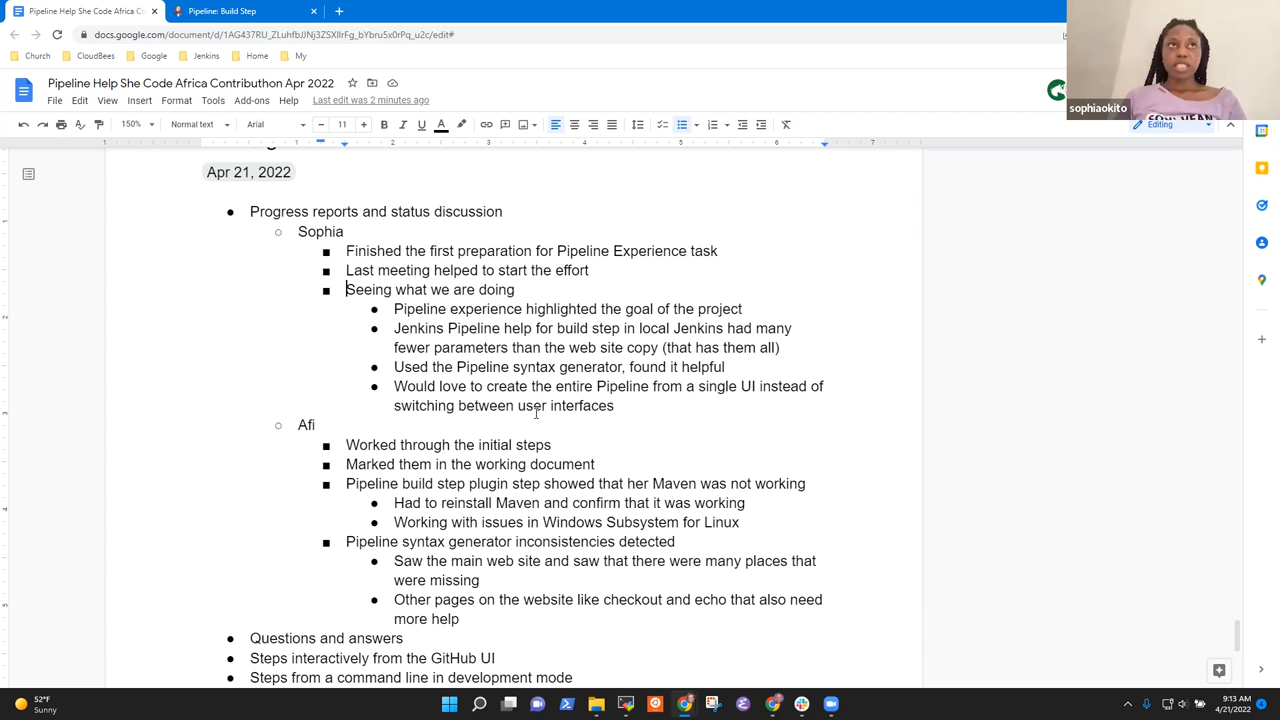 Pipeline Help She Code Africa Co
Pipeline: Build Step
docs.google.com/document/d/1AG437RU_ZLuhfbJJNj3ZSXlIrFg_bYbru5x0rPq_u2c/edit#
Church
CloudBees
Google
Jenkins
Home
My
sophiaokito
Pipeline Help She Code Africa Contributhon Apr 2022
File Edit View Insert Format Tools Add-ons Help Last edit was 2 minutes ago
150% Normal text Arial 11 Editing
1 1 2 3 4 5 6 7
Apr 21, 2022
● Progress reports and status discussion
○ Sophia
■ Finished the first preparation for Pipeline Experience task
■ Last meeting helped to start the effort
■ Seeing what we are doing
● Pipeline experience highlighted the goal of the project
● Jenkins Pipeline help for build step in local Jenkins had many
fewer parameters than the web site copy (that has them all)
● Used the Pipeline syntax generator, found it helpful
● Would love to create the entire Pipeline from a single UI instead of
switching between user interfaces
○ Afi
■ Worked through the initial steps
■ Marked them in the working document
■ Pipeline build step plugin step showed that her Maven was not working
● Had to reinstall Maven and confirm that it was working
● Working with issues in Windows Subsystem for Linux
■ Pipeline syntax generator inconsistencies detected
● Saw the main web site and saw that there were many places that
were missing
● Other pages on the website like checkout and echo that also need
more help
● Questions and answers
● Steps interactively from the GitHub UI
● Steps from a command line in development mode
52°F
Sunny
9:13 AM
4/21/2022